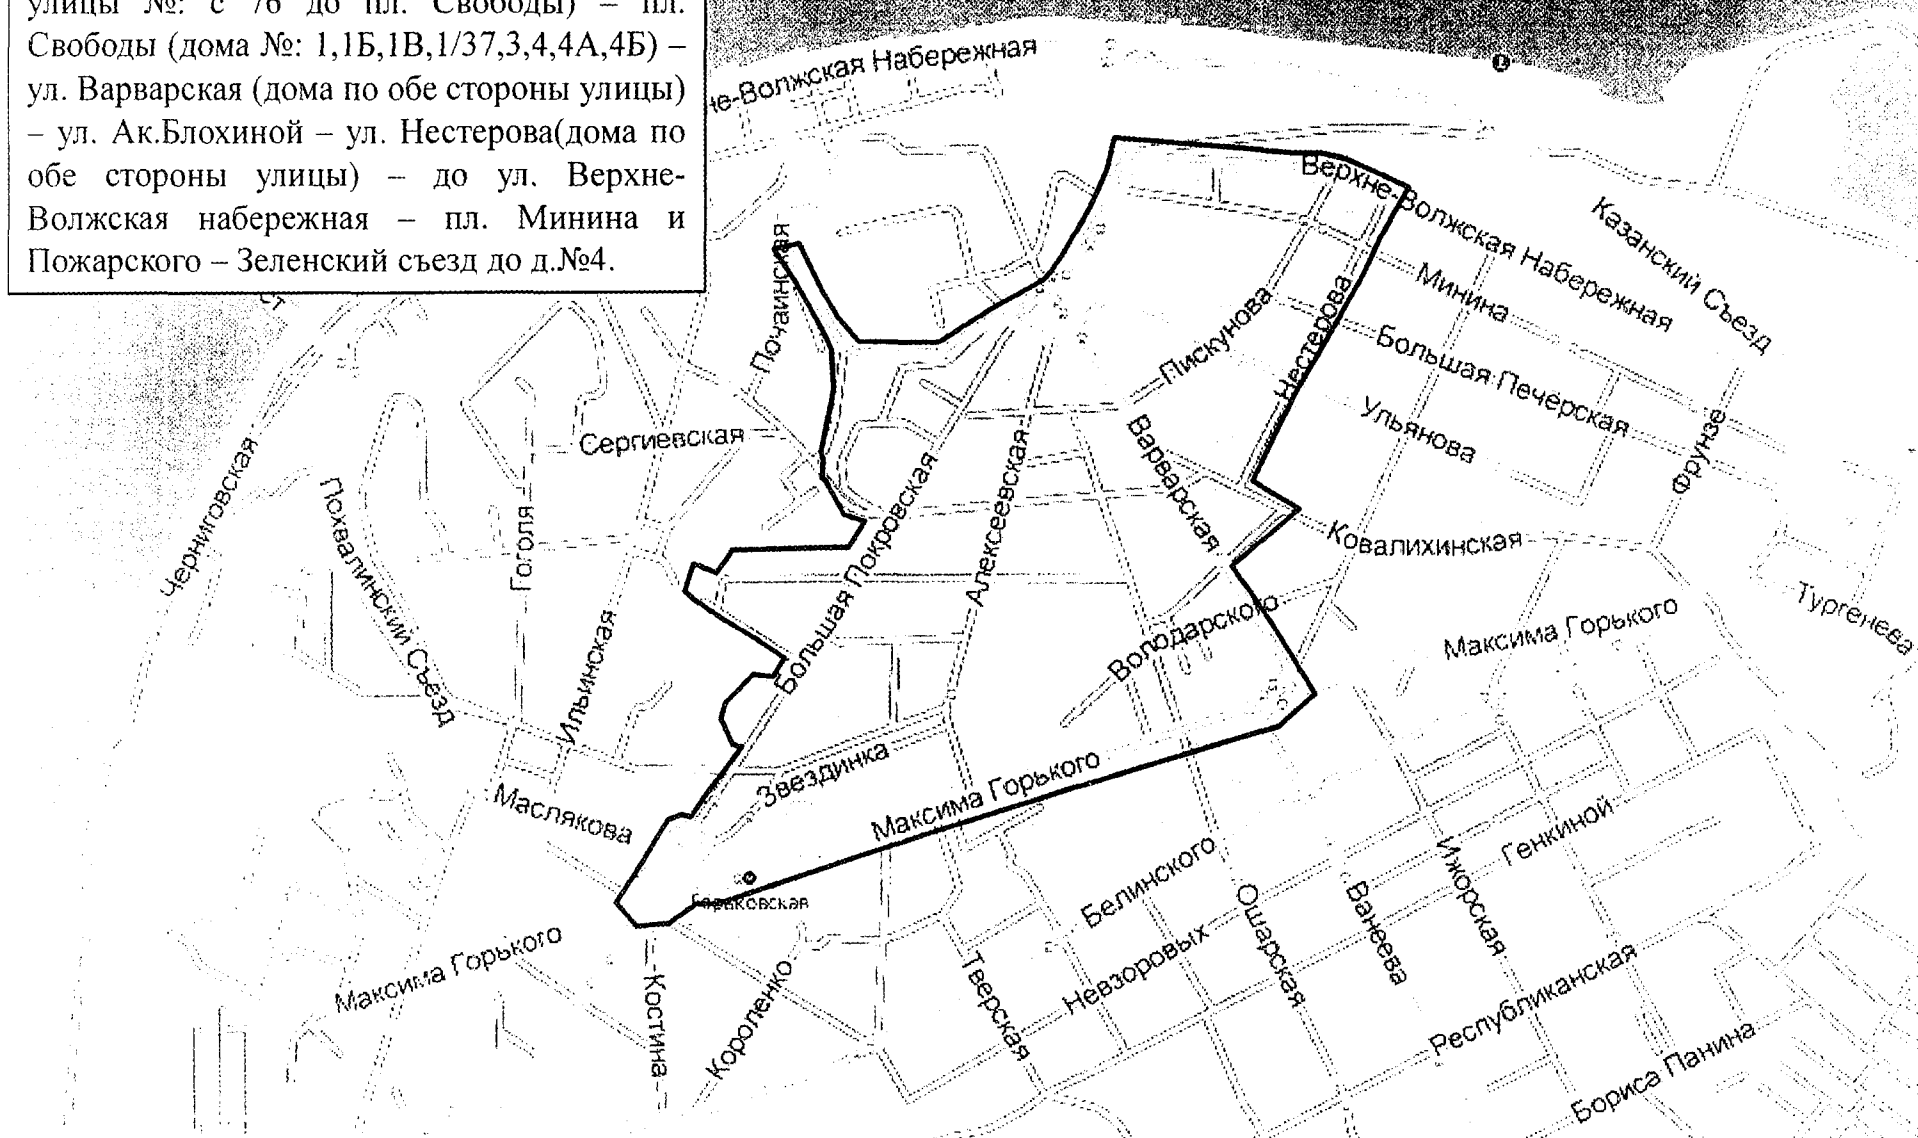 улицы №: с 76 до пл. Свободы) – пл.
Свободы (дома №: 1,1Б,1В,1/37,3,4,4А,4Б) –
ул. Варварская (дома по обе стороны улицы)
– ул. Ак.Блохиной – ул. Нестерова(дома по
обе стороны улицы) – до ул. Верхне-
Волжская набережная – пл. Минина и
Пожарского – Зеленский съезд до д.№4.
не-Волжская Набережная
Верхне-Волжская Набережная
Казанский Съезд
Почаинская
Минина
Пискунова
Нестерова
Большая Печерская
Ульянова
Фрунзе
Сергиевская
Черниговская
Похвалинский Съезд
Гоголя
Ильинская
Большая Покровская
Алексеевская
Варварская
Ковалихинская
Тургенева
Володарского
Максима Горького
Звездинка
Маслякова
Максима Горького
Горьковская
Белинского
Генкиной
Ижорская
Ванеева
Ошарская
Невзоровых
Тверская
Короленко
Костина
Максима Горького
Республиканская
Бориса Панина